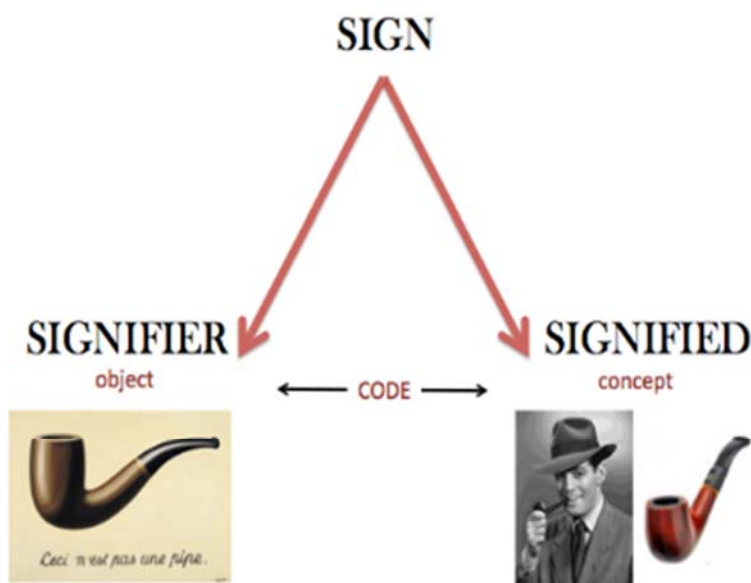 SIGN
SIGNIFIER
object
CODE
SIGNIFIED
concept
Ceci n'est pas une pipe.